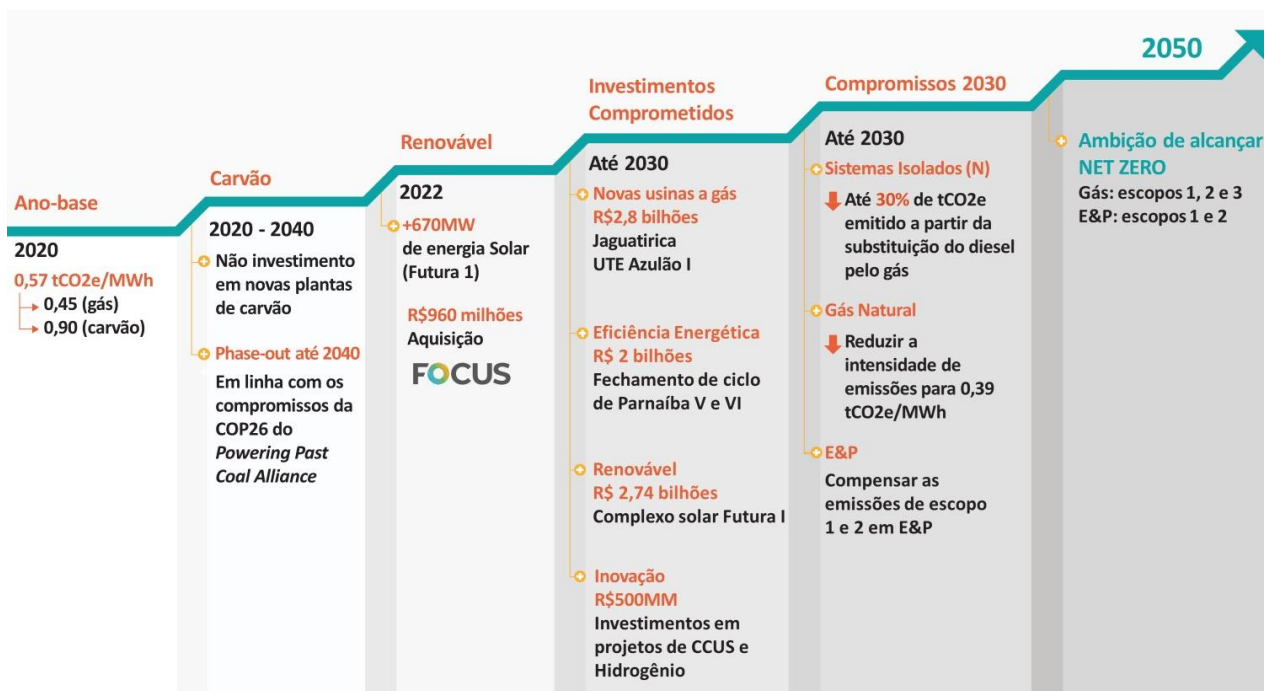 Ano-base
2020
0,57 tCO2e/MWh
0,45 (gás)
0,90 (carvão)
Carvão
2020 - 2040
Não investimento
em novas plantas
de carvão
Phase-out até 2040
Em linha com os
compromissos da
COP26 do
Powering Past
Coal Alliance
Renovável
2022
+670MW
de energia Solar
(Futura 1)
R$960 milhões
Aquisição
FOCUS
Investimentos
Comprometidos
Até 2030
Novas usinas a gás
R$2,8 bilhões
Jaguatirica
UTE Azulão I
Eficiência Energética
R$ 2 bilhões
Fechamento de ciclo
de Parnaíba V e VI
Renovável
R$ 2,74 bilhões
Complexo solar Futura I
Inovação
R$500MM
Investimentos em
projetos de CCUS e
Hidrogênio
Compromissos 2030
Até 2030
Sistemas Isolados (N)
Até 30% de tCO2e
emitido a partir da
substituição do diesel
pelo gás
Gás Natural
Reduzir a
intensidade de
emissões para 0,39
tCO2e/MWh
E&P
Compensar as
emissões de escopo
1 e 2 em E&P
2050
Ambição de alcançar
NET ZERO
Gás: escopos 1, 2 e 3
E&P: escopos 1 e 2